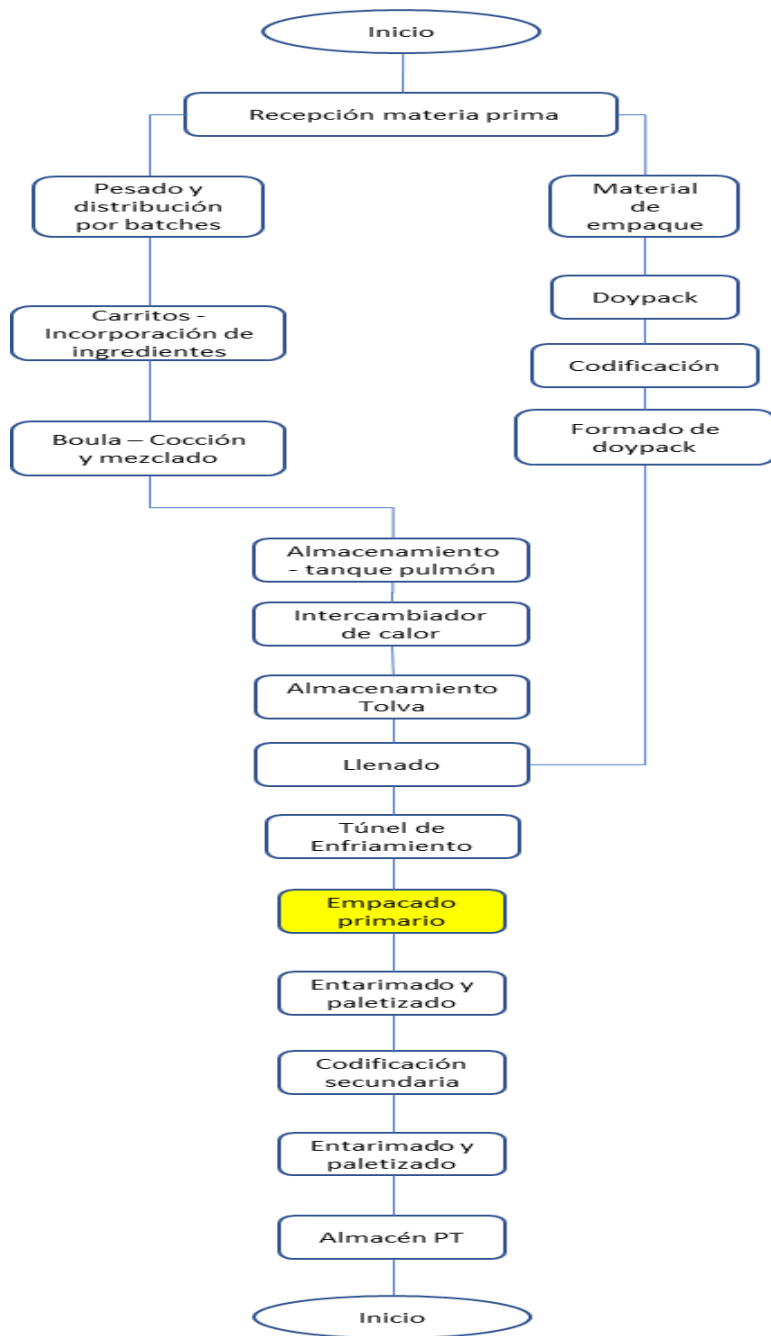 Inicio
Recepción materia prima
Pesado y
distribución
por batches
Carritos -
Incorporación de
ingredientes
Boula – Cocción
y mezclado
Material
de
empaque
Doypack
Codificación
Formado de
doypack
Almacenamiento
- tanque pulmón
Intercambiador
de calor
Almacenamiento
Tolva
Llenado
Túnel de
Enfriamiento
Empacado
primario
Entarimado y
paletizado
Codificación
secundaria
Entarimado y
paletizado
Almacén PT
Inicio